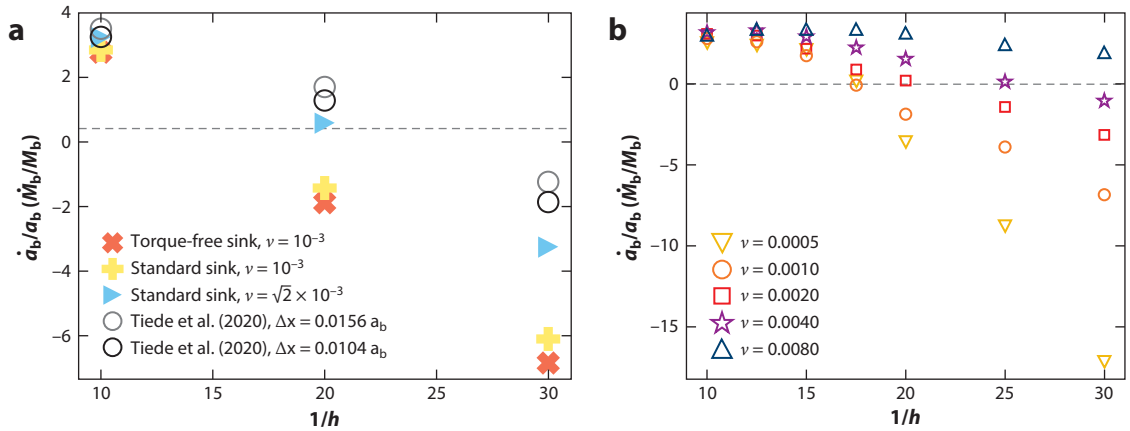 a
4
2
0
−2
−4
−6
10
15
20
25
30
1/h
ȧb/ab (Ṁb/Mb)
Torque-free sink, ν = 10⁻³
Standard sink, ν = 10⁻³
Standard sink, ν = √2 × 10⁻³
Tiede et al. (2020), Δx = 0.0156 ab
Tiede et al. (2020), Δx = 0.0104 ab
b
0
−5
−10
−15
10
15
20
25
30
1/h
ȧb/ab (Ṁb/Mb)
ν = 0.0005
ν = 0.0010
ν = 0.0020
ν = 0.0040
ν = 0.0080